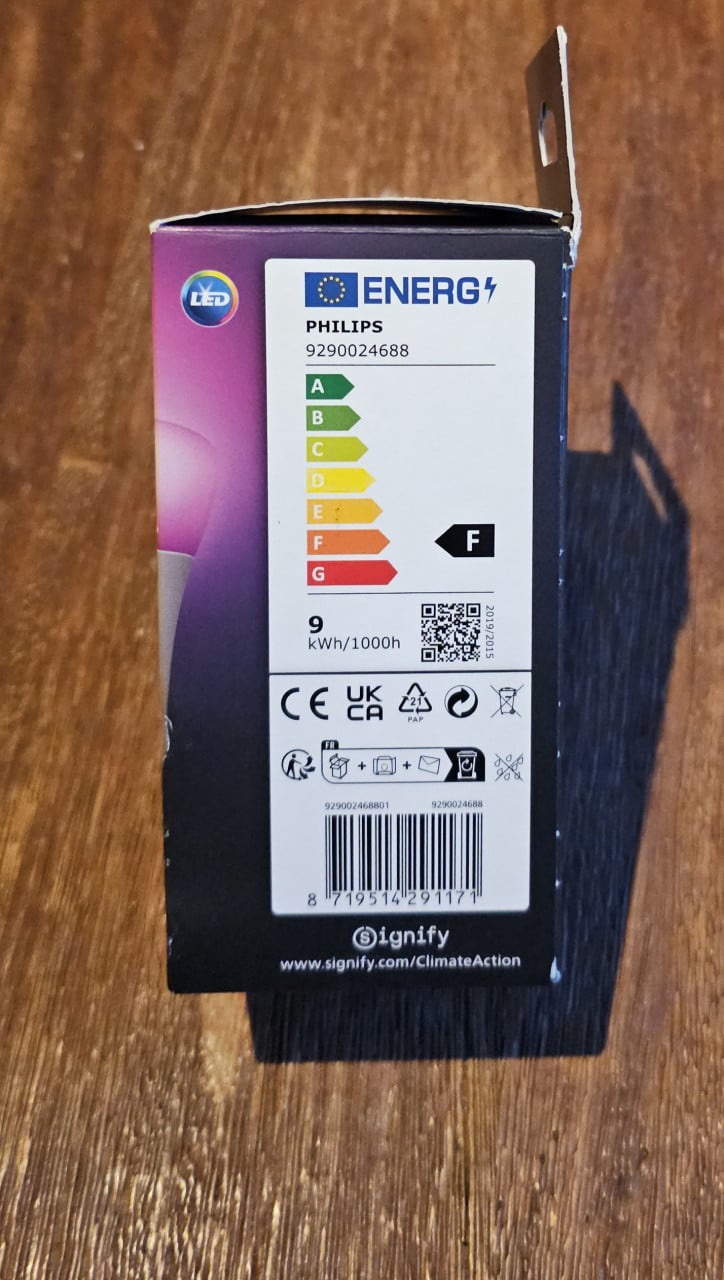 LED
ENERG
PHILIPS
9290024688
A
B
C
D
E
F
F
G
9
kWh/1000h
2019/2015
CE
UK
CA
21
PAP
FR
+ +
929002468801 9290024688
8 719514 291171
Signify
www.signify.com/ClimateAction